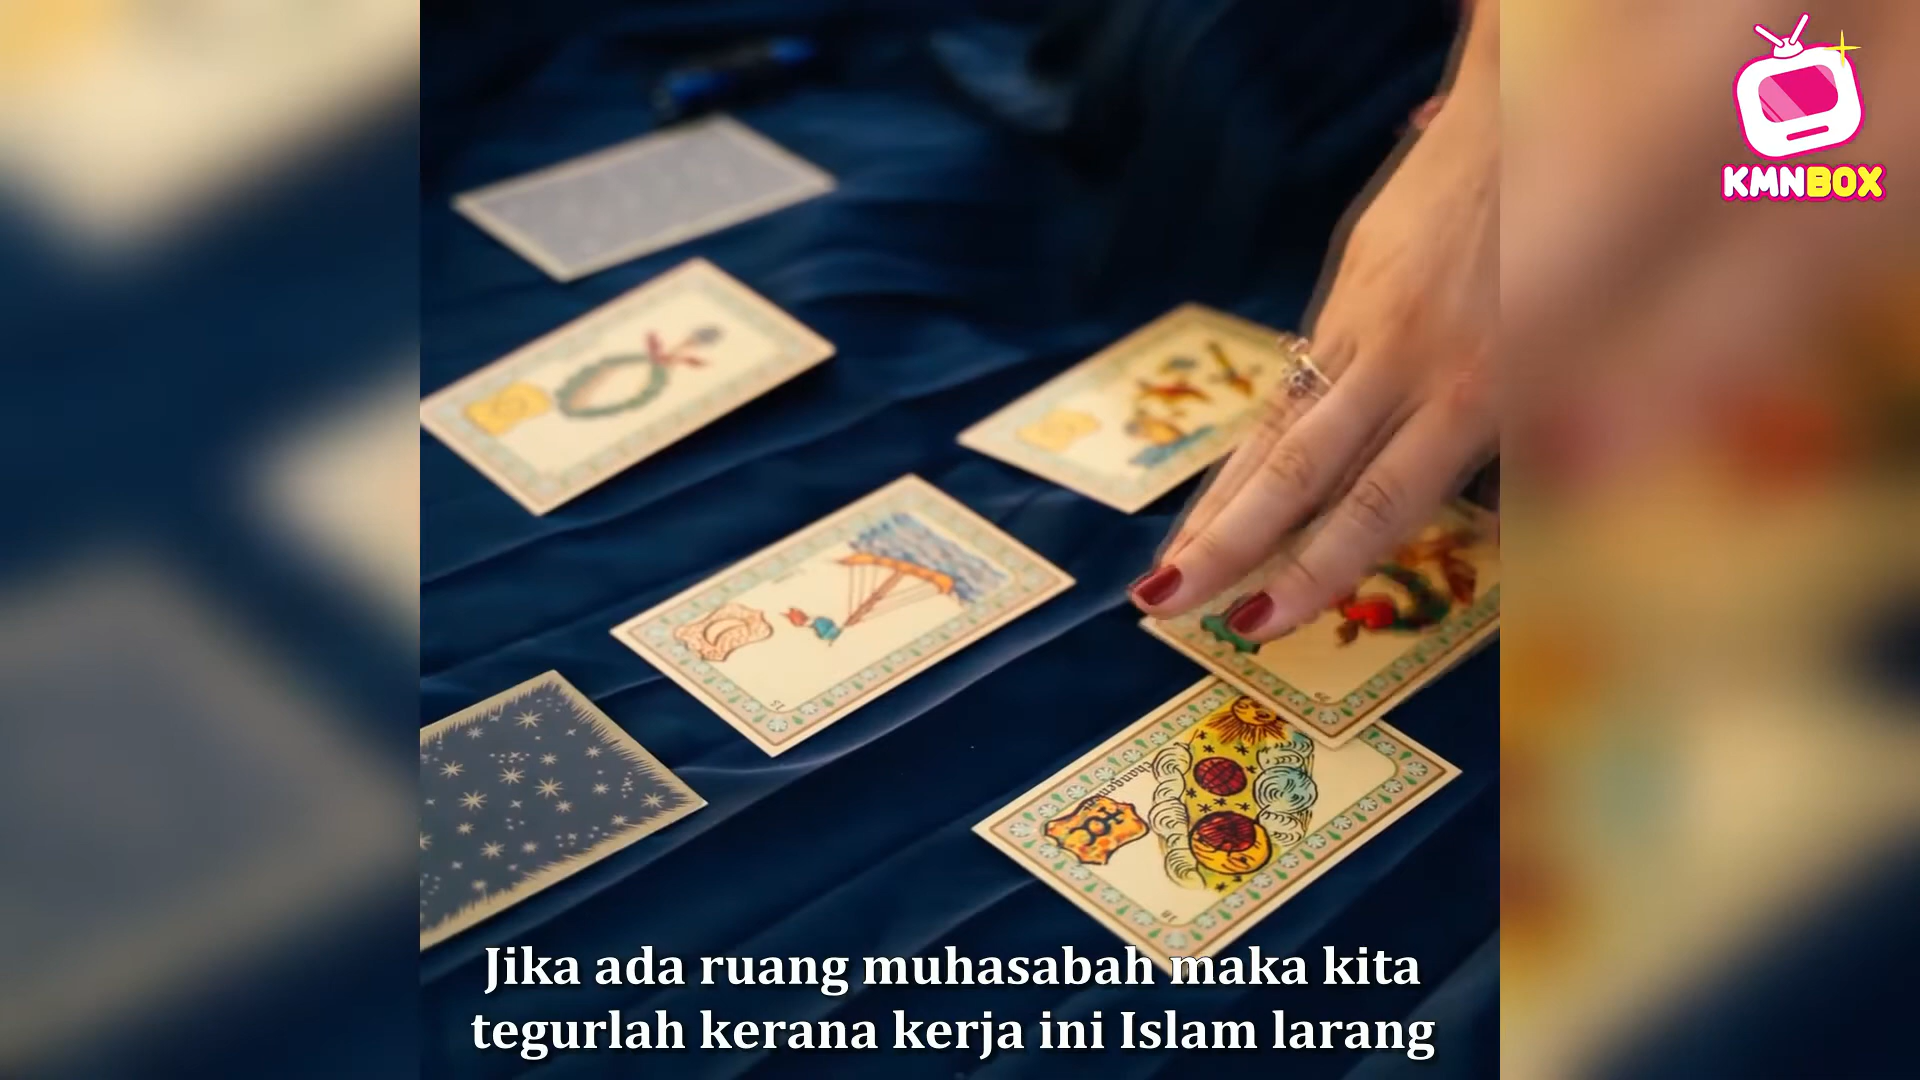 KMNBOX
Jika ada ruang muhasabah maka kita
tegurlah kerana kerja ini Islam larang